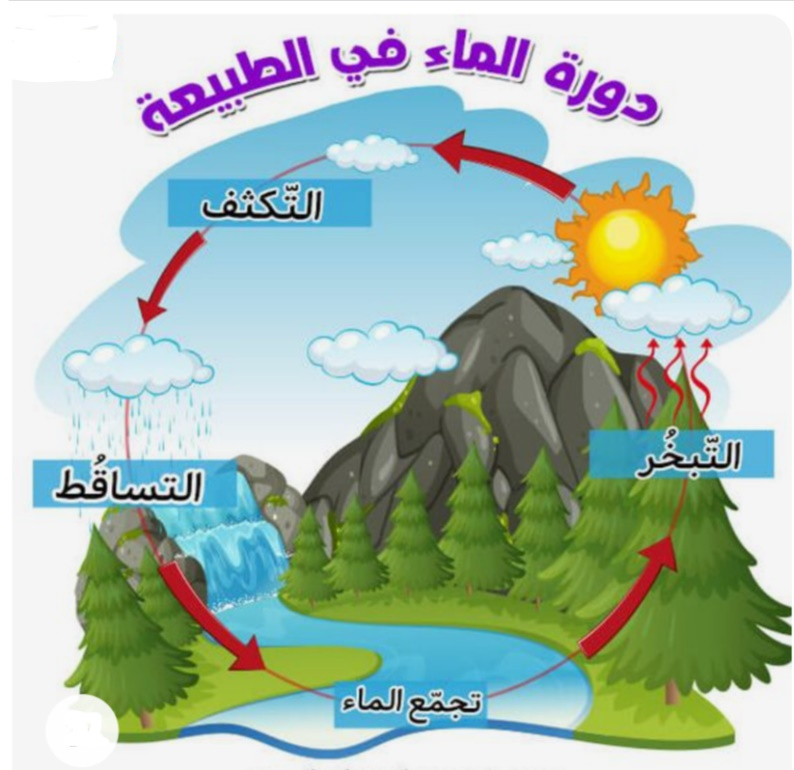 دورة الماء في الطبيعة
التّكثف
التّبخُر
التساقُط
تجمّع الماء